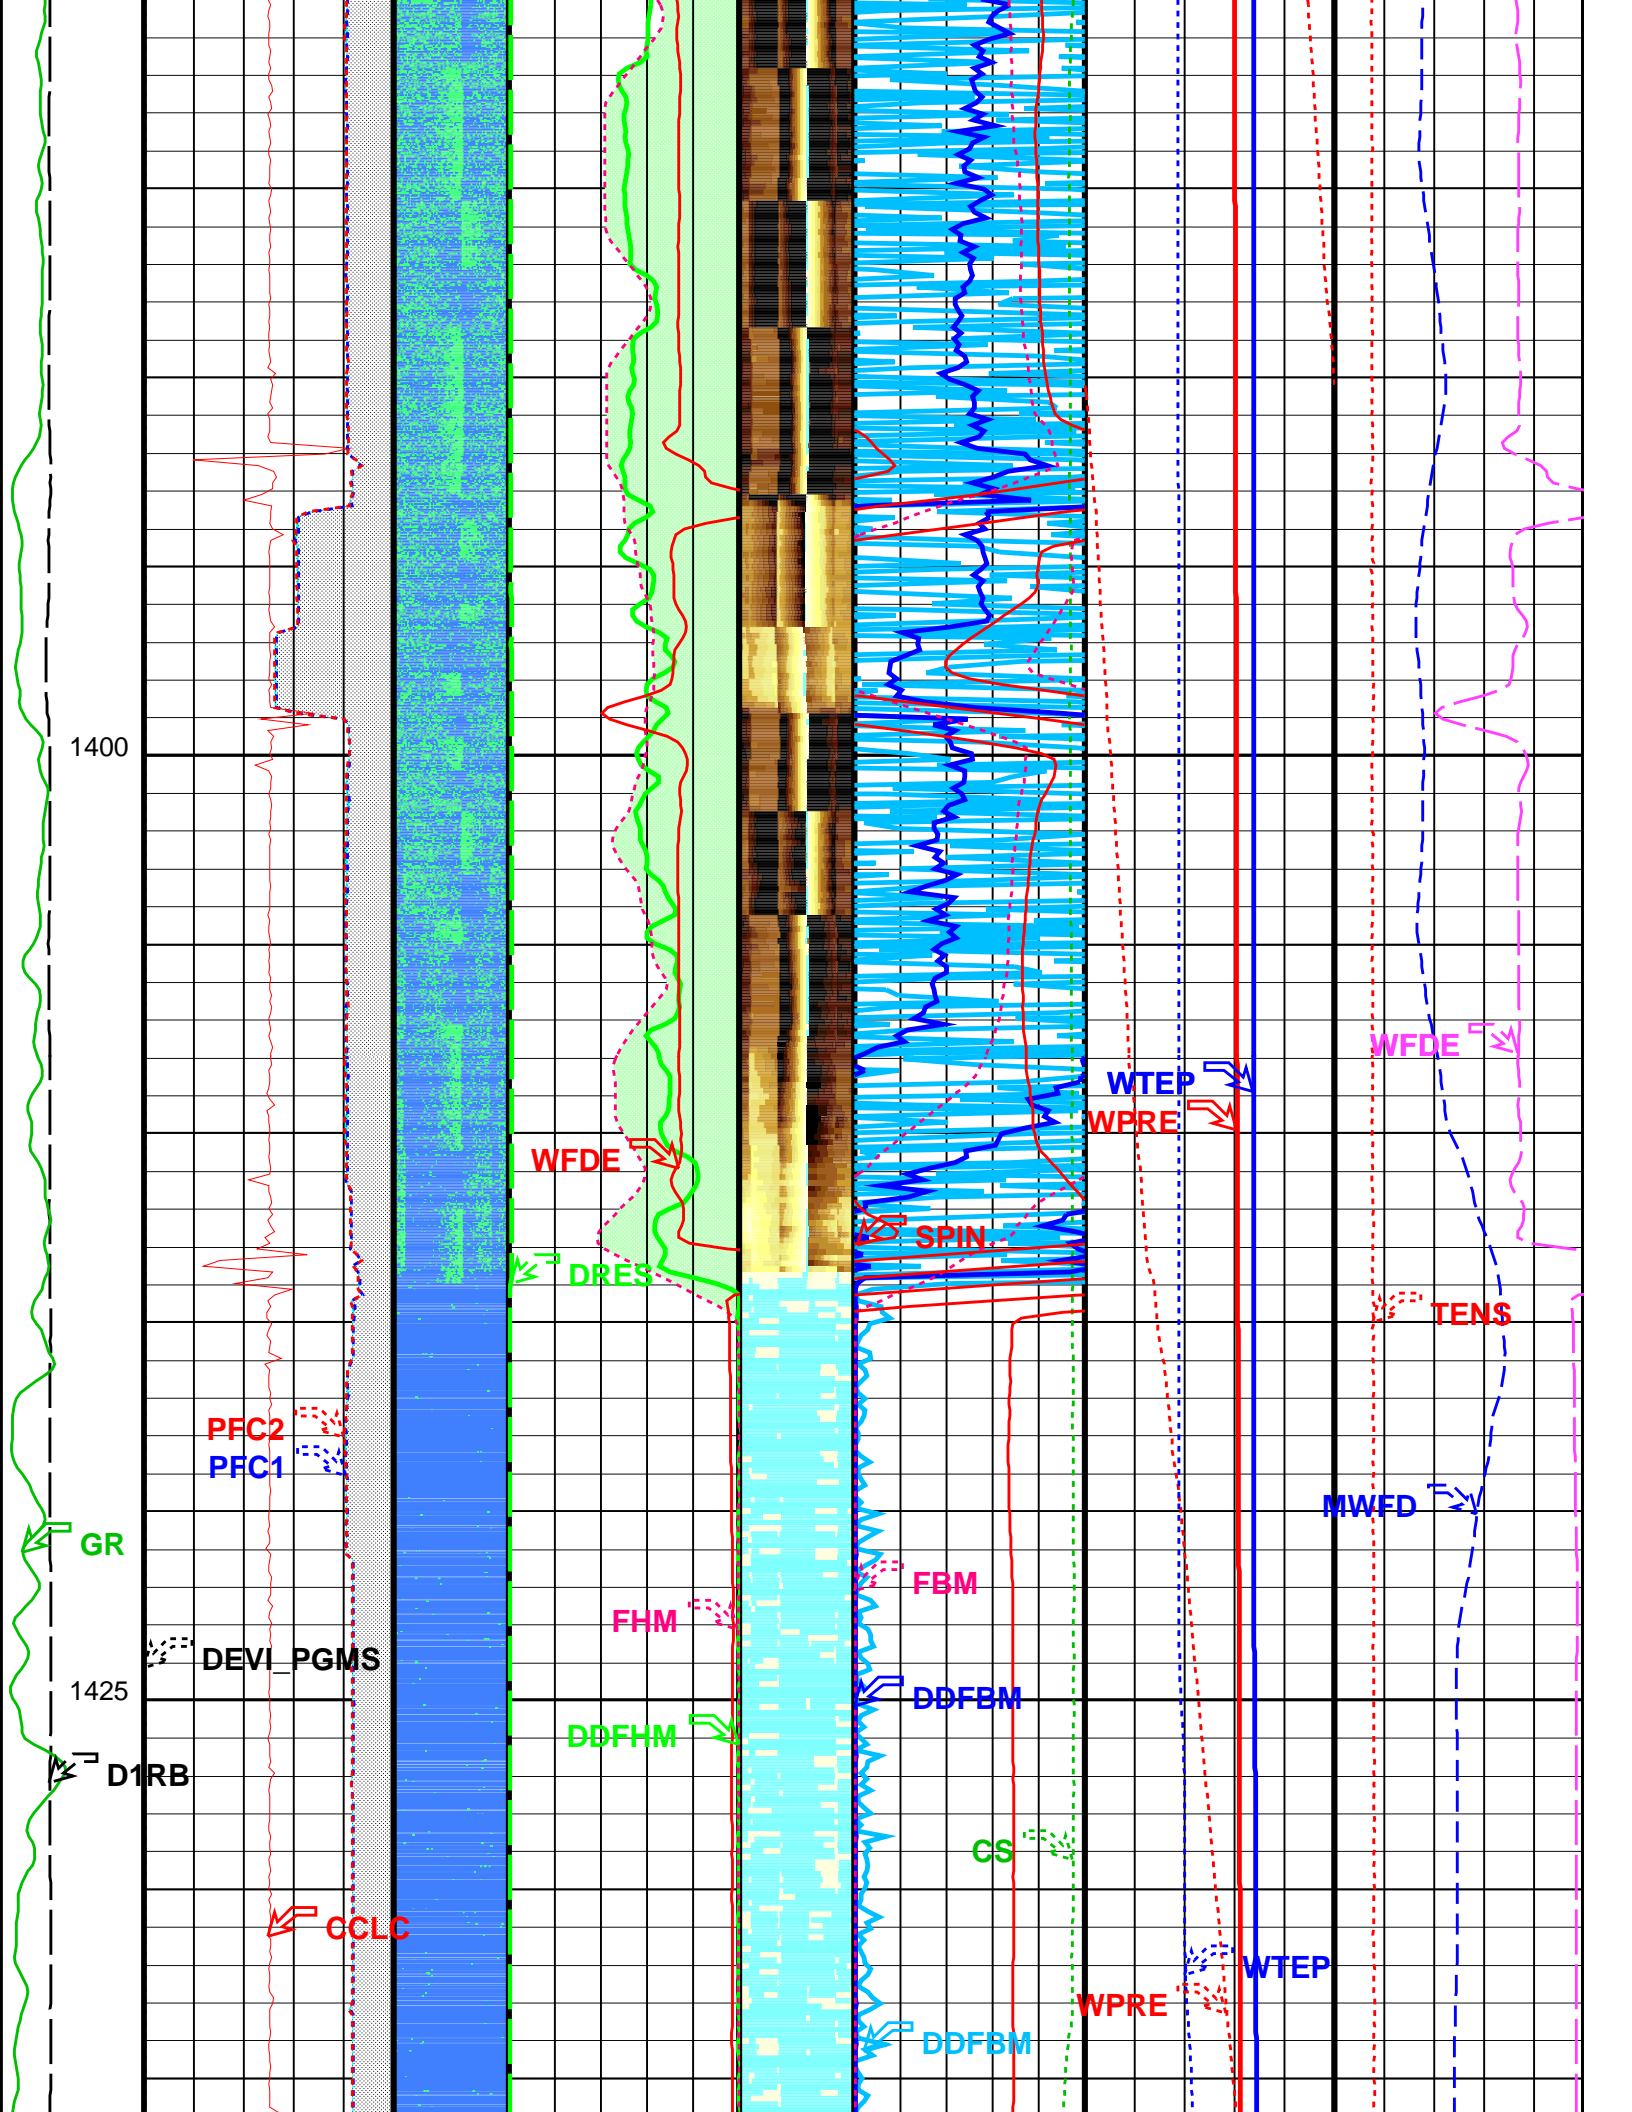 1400
WFDE
WTEP
WPRE
WFDE
SPIN
DRES
TENS
PFC2
PFC1
MWFD
GR
FBM
FHM
DEVI_PGMS
1425
DDFBM
DDFHM
D1RB
CS
CCLC
WTEP
WPRE
DDFBM